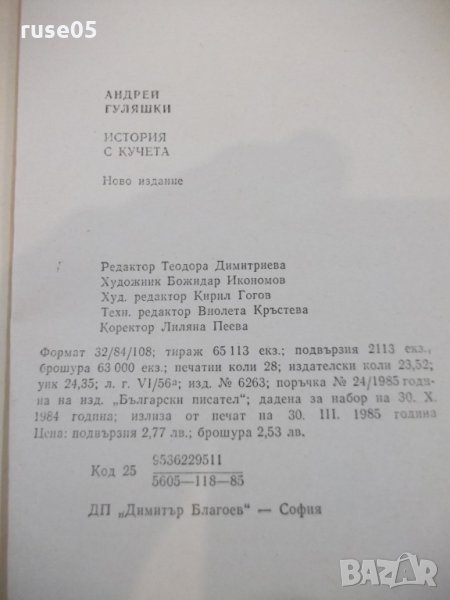 ruse05
АНДРЕЙ
ГУЛЯШКИ
ИСТОРИЯ
С КУЧЕТА
Ново издание
Редактор Теодора Димитриева
Художник Божидар Икономов
Худ. редактор Кирил Гогов
Техн. редактор Виолета Кръстева
Коректор Лиляна Пеева
Формат 32/84/108; тираж 65 113 екз.; подвързия 2113 екз.,
брошура 63 000 екз.; печатни коли 28; издателски коли 23,52;
уик 24,35; л. г. VI/56а; изд. № 6263; поръчка № 24/1985 годи-
на на изд. „Български писател“; дадена за набор на 30. X.
1984 година; излиза от печат на 30. III. 1985 година
Цена: подвързия 2,77 лв.; брошура 2,53 лв.
Код 25 9536229511
5605—118—85
ДП „Димитър Благоев“ — София
BAZAR
.bg